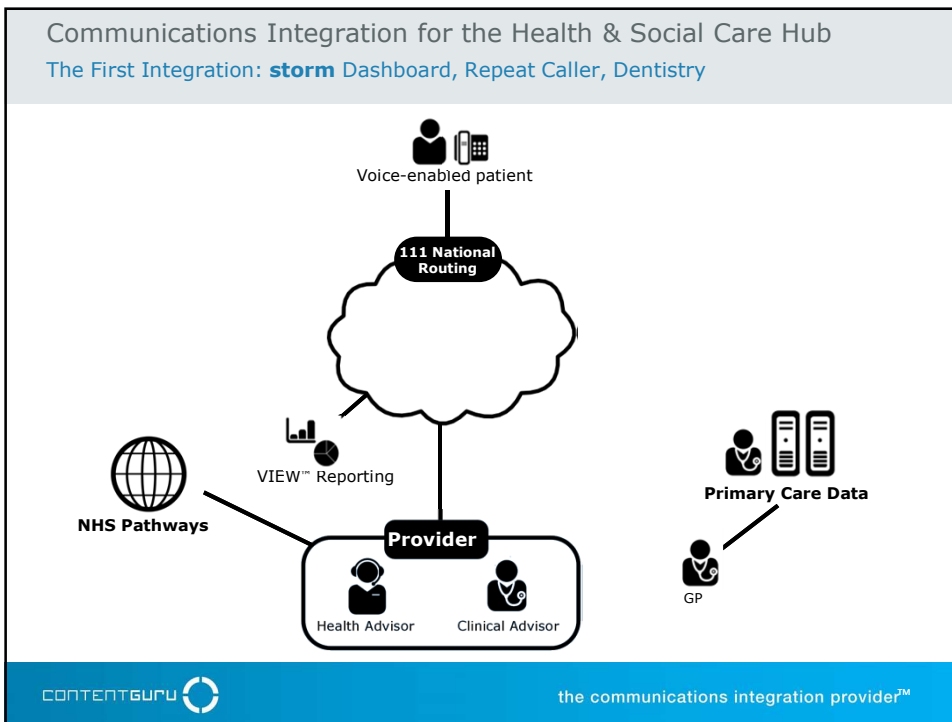 Communications Integration for the Health & Social Care Hub
The First Integration: storm Dashboard, Repeat Caller, Dentistry
Voice-enabled patient
111 National
Routing
VIEW™ Reporting
NHS Pathways
Primary Care Data
Provider
GP
Health Advisor
Clinical Advisor
CONTENTGURU
the communications integration provider™